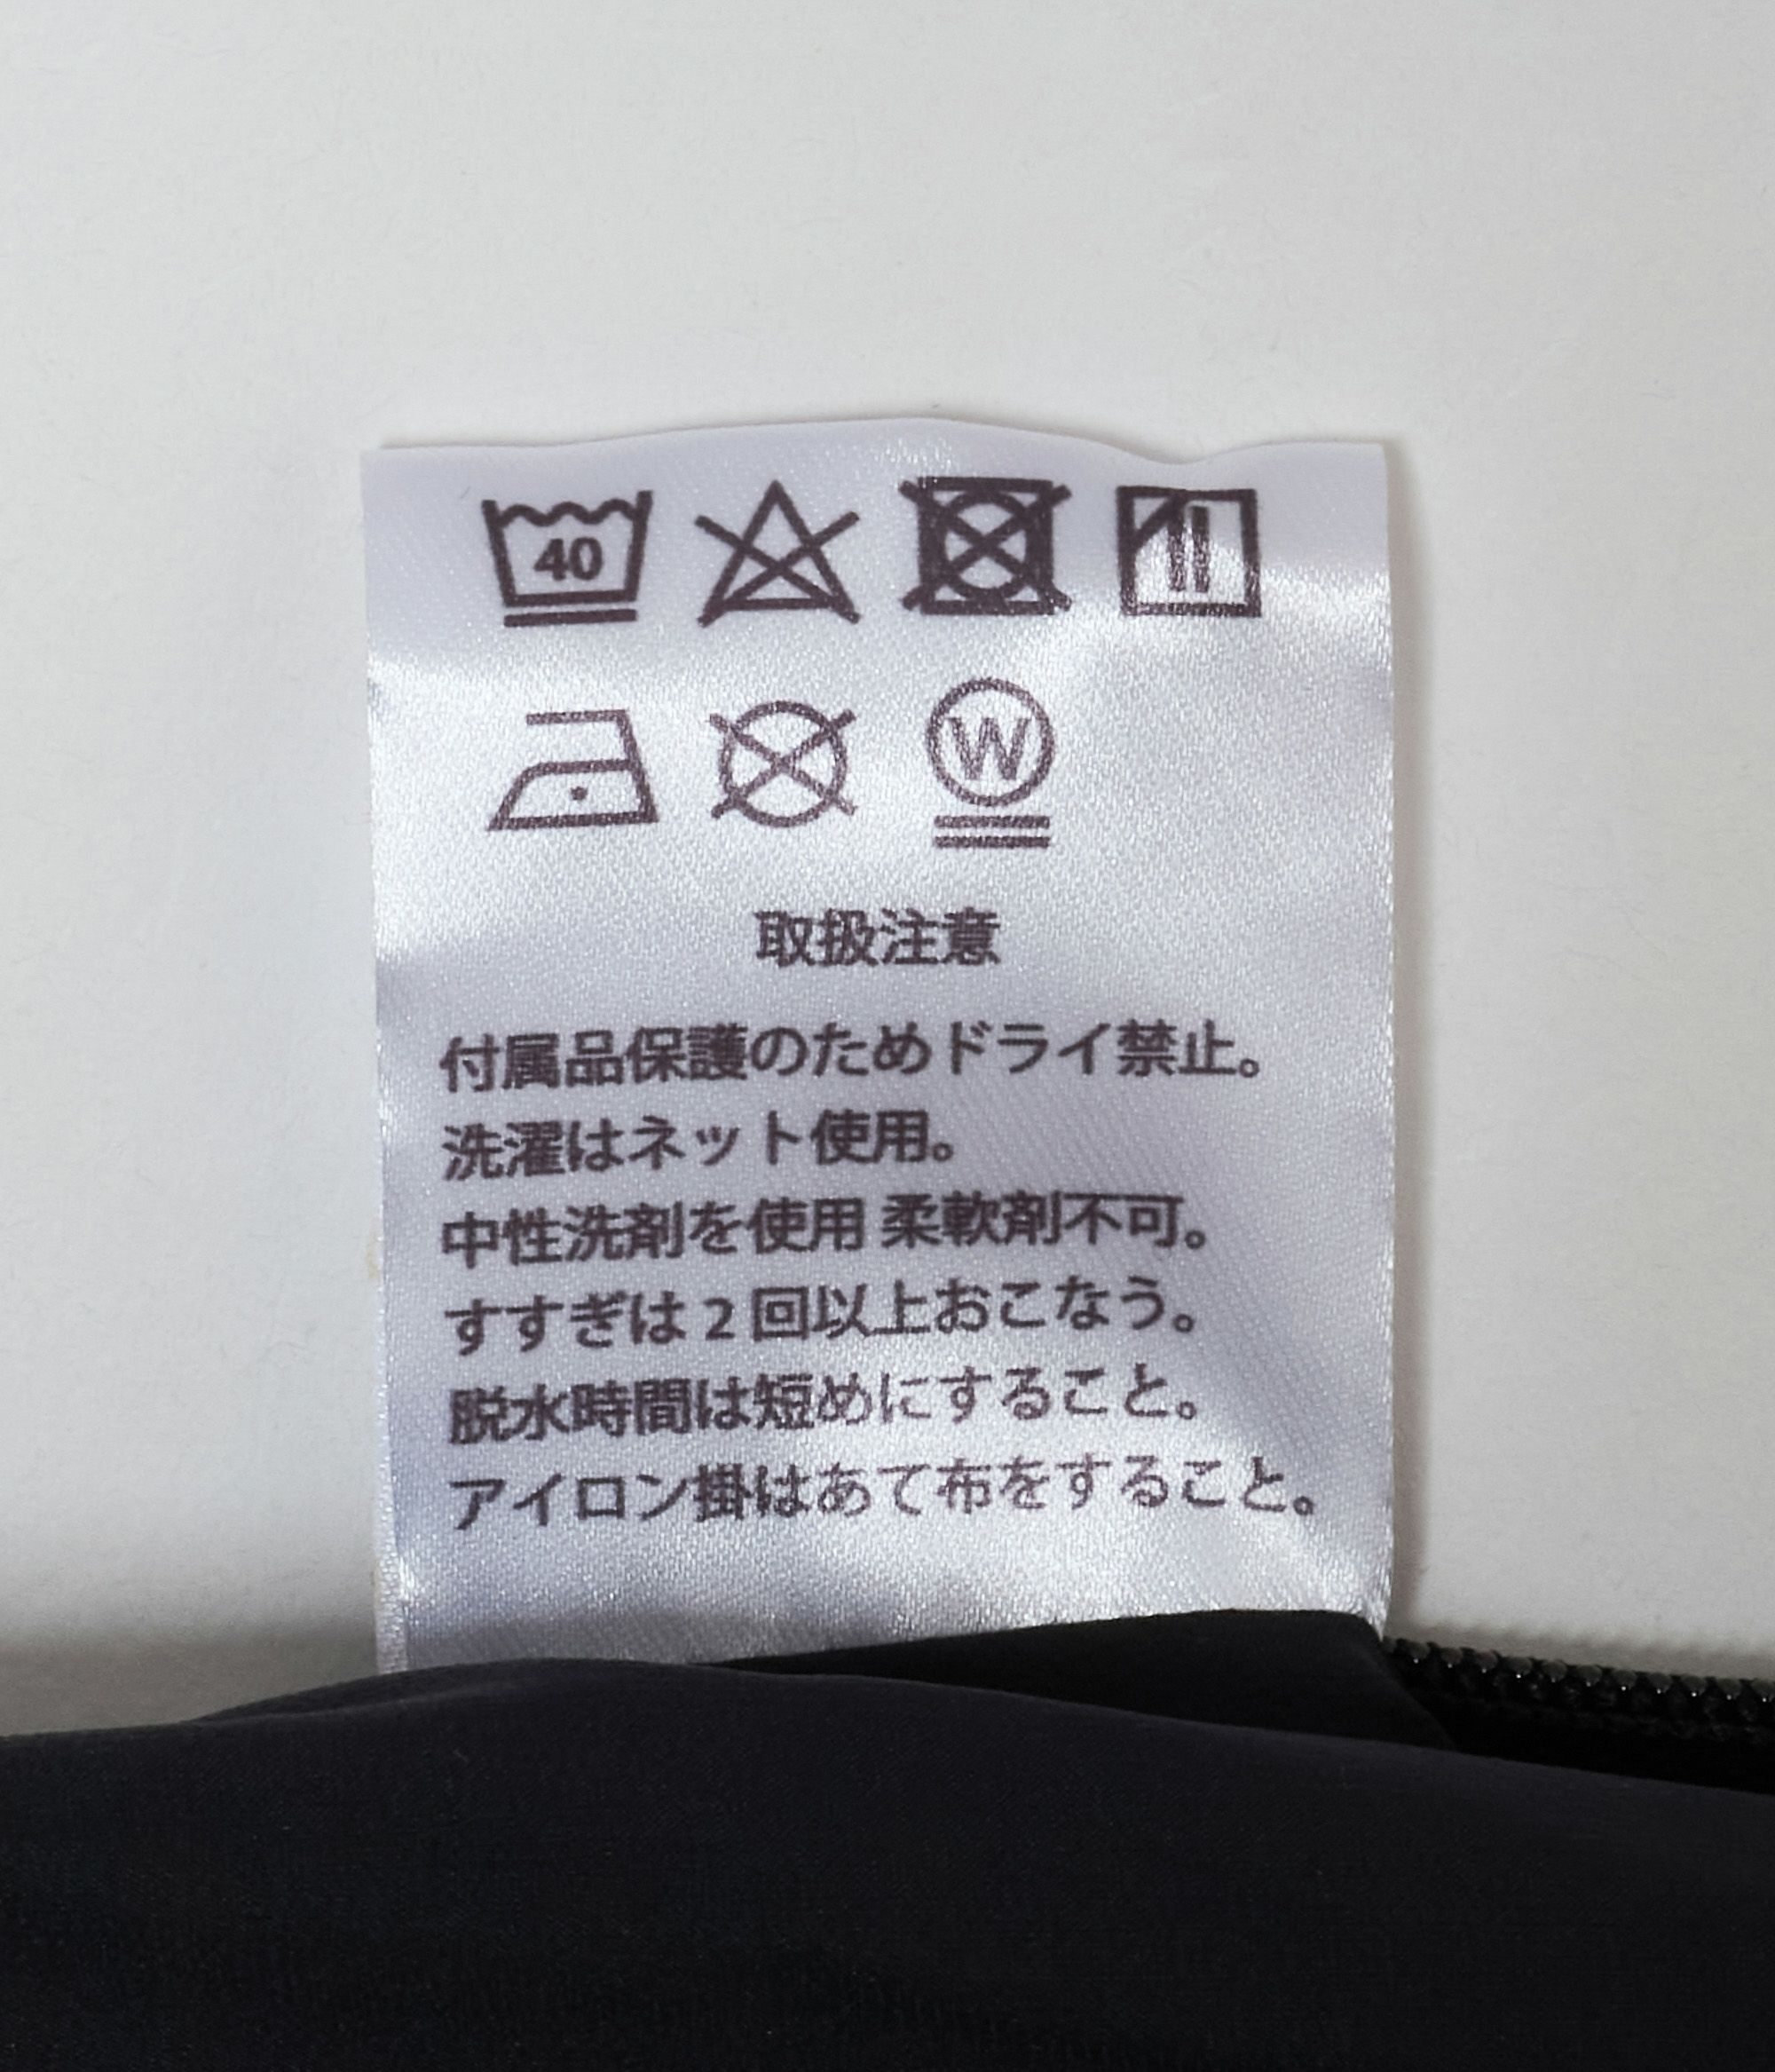 40
W
取扱注意
付属品保護のためドライ禁止。
洗濯はネット使用。
中性洗剤を使用 柔軟剤不可。
すすぎは 2 回以上おこなう。
脱水時間は短めにすること。
アイロン掛はあて布をすること。